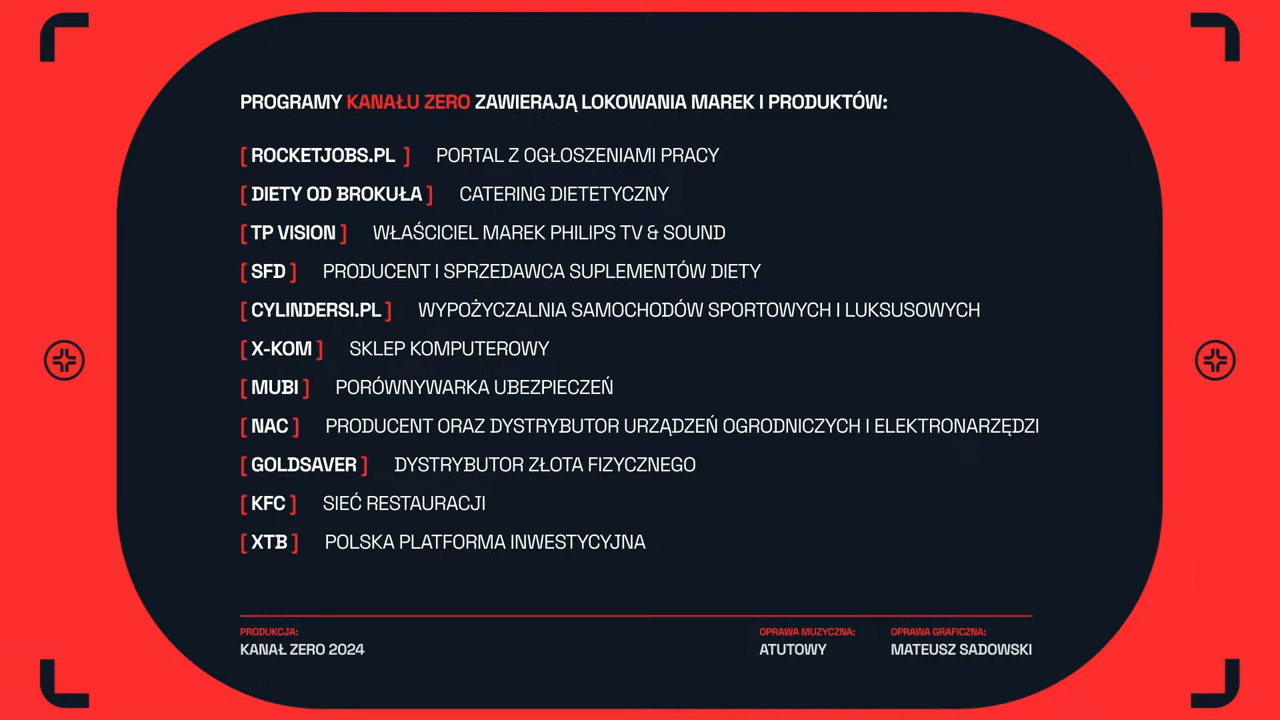 PROGRAMY KANAŁU ZERO ZAWIERAJĄ LOKOWANIA MAREK I PRODUKTÓW:
[ ROCKETJOBS.PL ] PORTAL Z OGŁOSZENIAMI PRACY
[ DIETY OD BROKUŁA ] CATERING DIETETYCZNY
[ TP VISION ] WŁAŚCICIEL MAREK PHILIPS TV & SOUND
[ SFD ] PRODUCENT I SPRZEDAWCA SUPLEMENTÓW DIETY
[ CYLINDERSI.PL ] WYPOŻYCZALNIA SAMOCHODÓW SPORTOWYCH I LUKSUSOWYCH
[ X-KOM ] SKLEP KOMPUTEROWY
[ MUBI ] PORÓWNYWARKA UBEZPIECZEŃ
[ NAC ] PRODUCENT ORAZ DYSTRYBUTOR URZĄDZEŃ OGRODNICZYCH I ELEKTRONARZĘDZI
[ GOLDSAVER ] DYSTRYBUTOR ZŁOTA FIZYCZNEGO
[ KFC ] SIEĆ RESTAURACJI
[ XTB ] POLSKA PLATFORMA INWESTYCYJNA
PRODUKCJA: OPRAWA MUZYCZNA: OPRAWA GRAFICZNA:
KANAŁ ZERO 2024 ATUTOWY MATEUSZ SADOWSKI